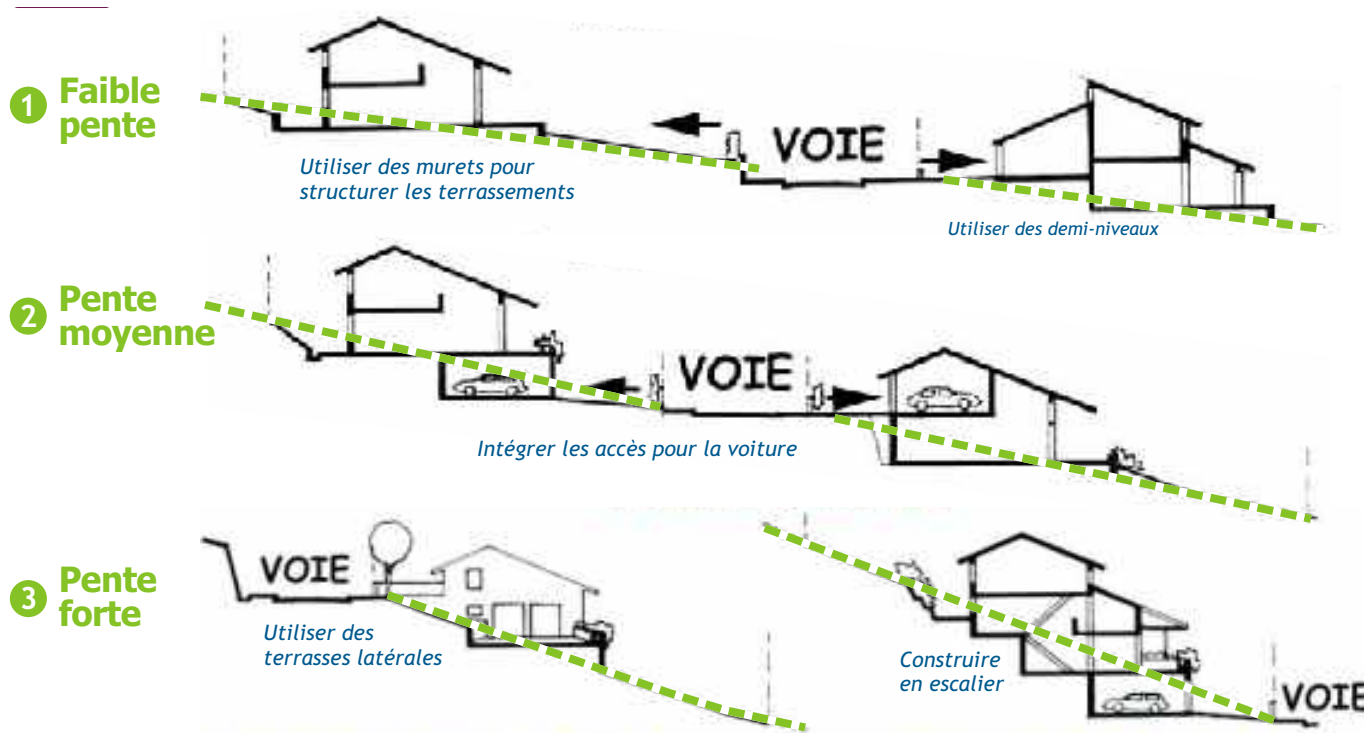 1 Faible
pente
VOIE
Utiliser des murets pour
structurer les terrassements
Utiliser des demi-niveaux
2 Pente
moyenne
VOIE
Intégrer les accès pour la voiture
3 Pente
forte
VOIE
Utiliser des
terrasses latérales
Construire
en escalier
VOIE